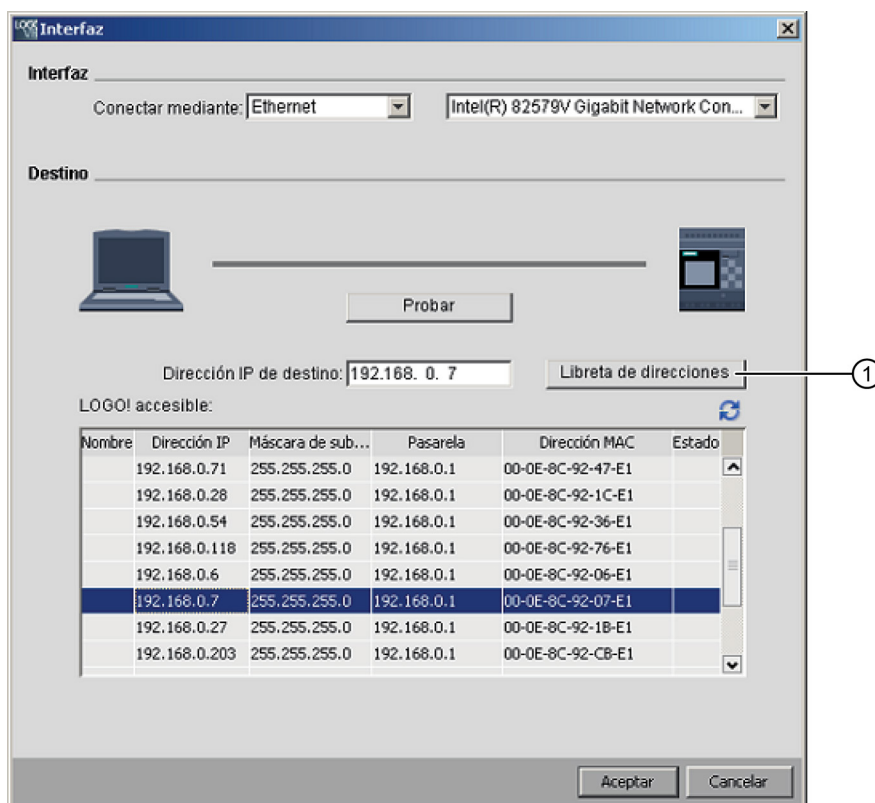 Interfaz
Interfaz
Conectar mediante: Ethernet Intel(R) 82579V Gigabit Network Con...
Destino
Probar
Dirección IP de destino: 192.168. 0. 7 Libreta de direcciones 1
LOGO! accesible:
Nombre Dirección IP Máscara de sub... Pasarela Dirección MAC Estado
192.168.0.71 255.255.255.0 192.168.0.1 00-0E-8C-92-47-E1
192.168.0.28 255.255.255.0 192.168.0.1 00-0E-8C-92-1C-E1
192.168.0.54 255.255.255.0 192.168.0.1 00-0E-8C-92-36-E1
192.168.0.118 255.255.255.0 192.168.0.1 00-0E-8C-92-76-E1
192.168.0.6 255.255.255.0 192.168.0.1 00-0E-8C-92-06-E1
192.168.0.7 255.255.255.0 192.168.0.1 00-0E-8C-92-07-E1
192.168.0.27 255.255.255.0 192.168.0.1 00-0E-8C-92-1B-E1
192.168.0.203 255.255.255.0 192.168.0.1 00-0E-8C-92-CB-E1
Aceptar Cancelar